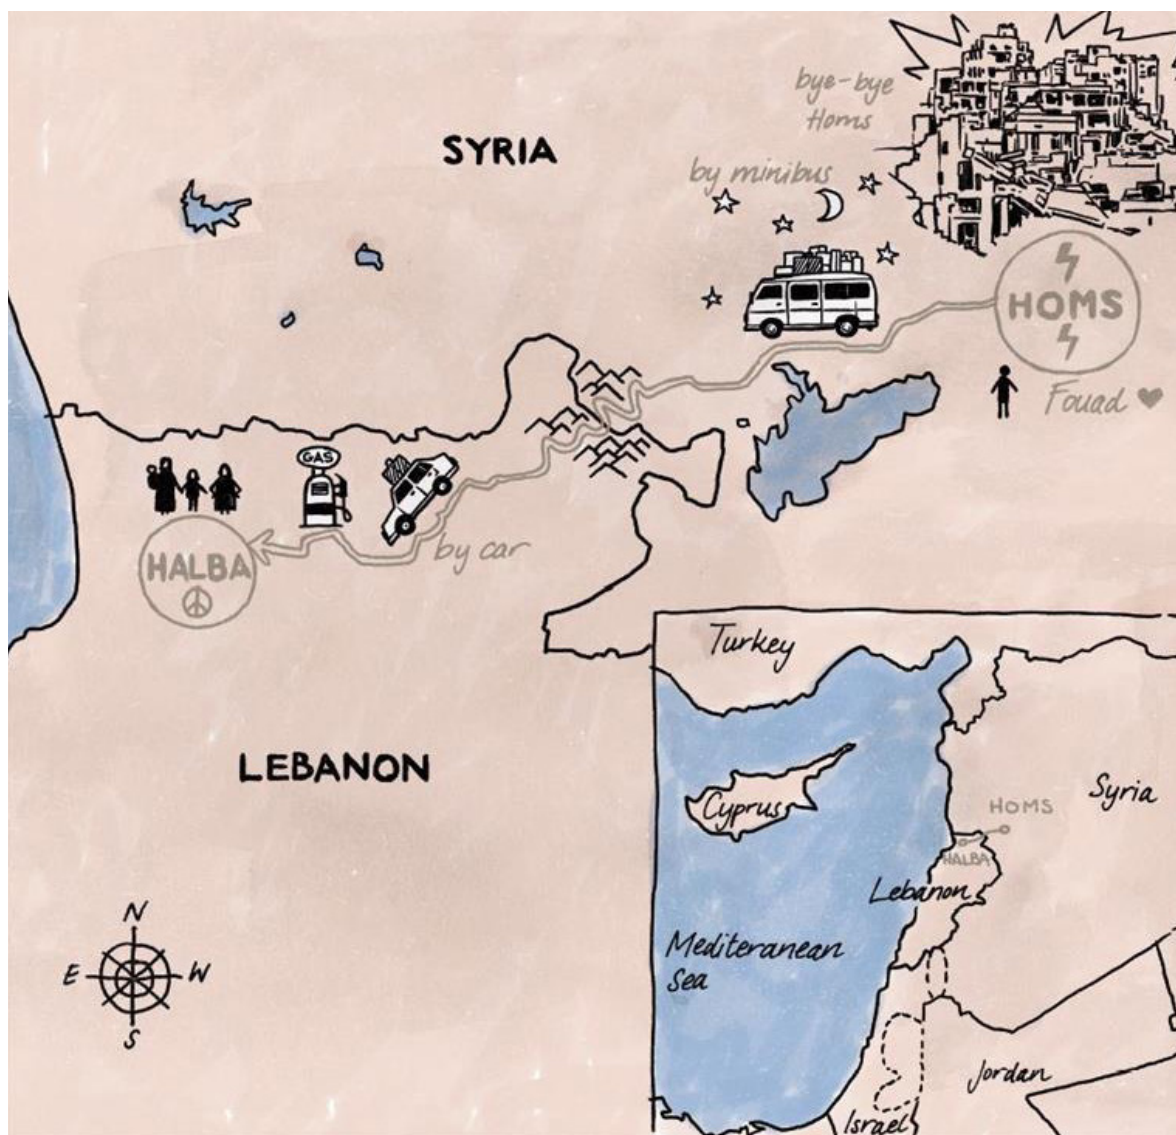 SYRIA
bye-bye
Homs
by minibus
HOMS
Fouad
GAS
by car
HALBA
LEBANON
N
E
W
S
Turkey
Cyprus
Syria
HOMS
HALBA
Lebanon
Mediteranean
Sea
Jordan
Israel